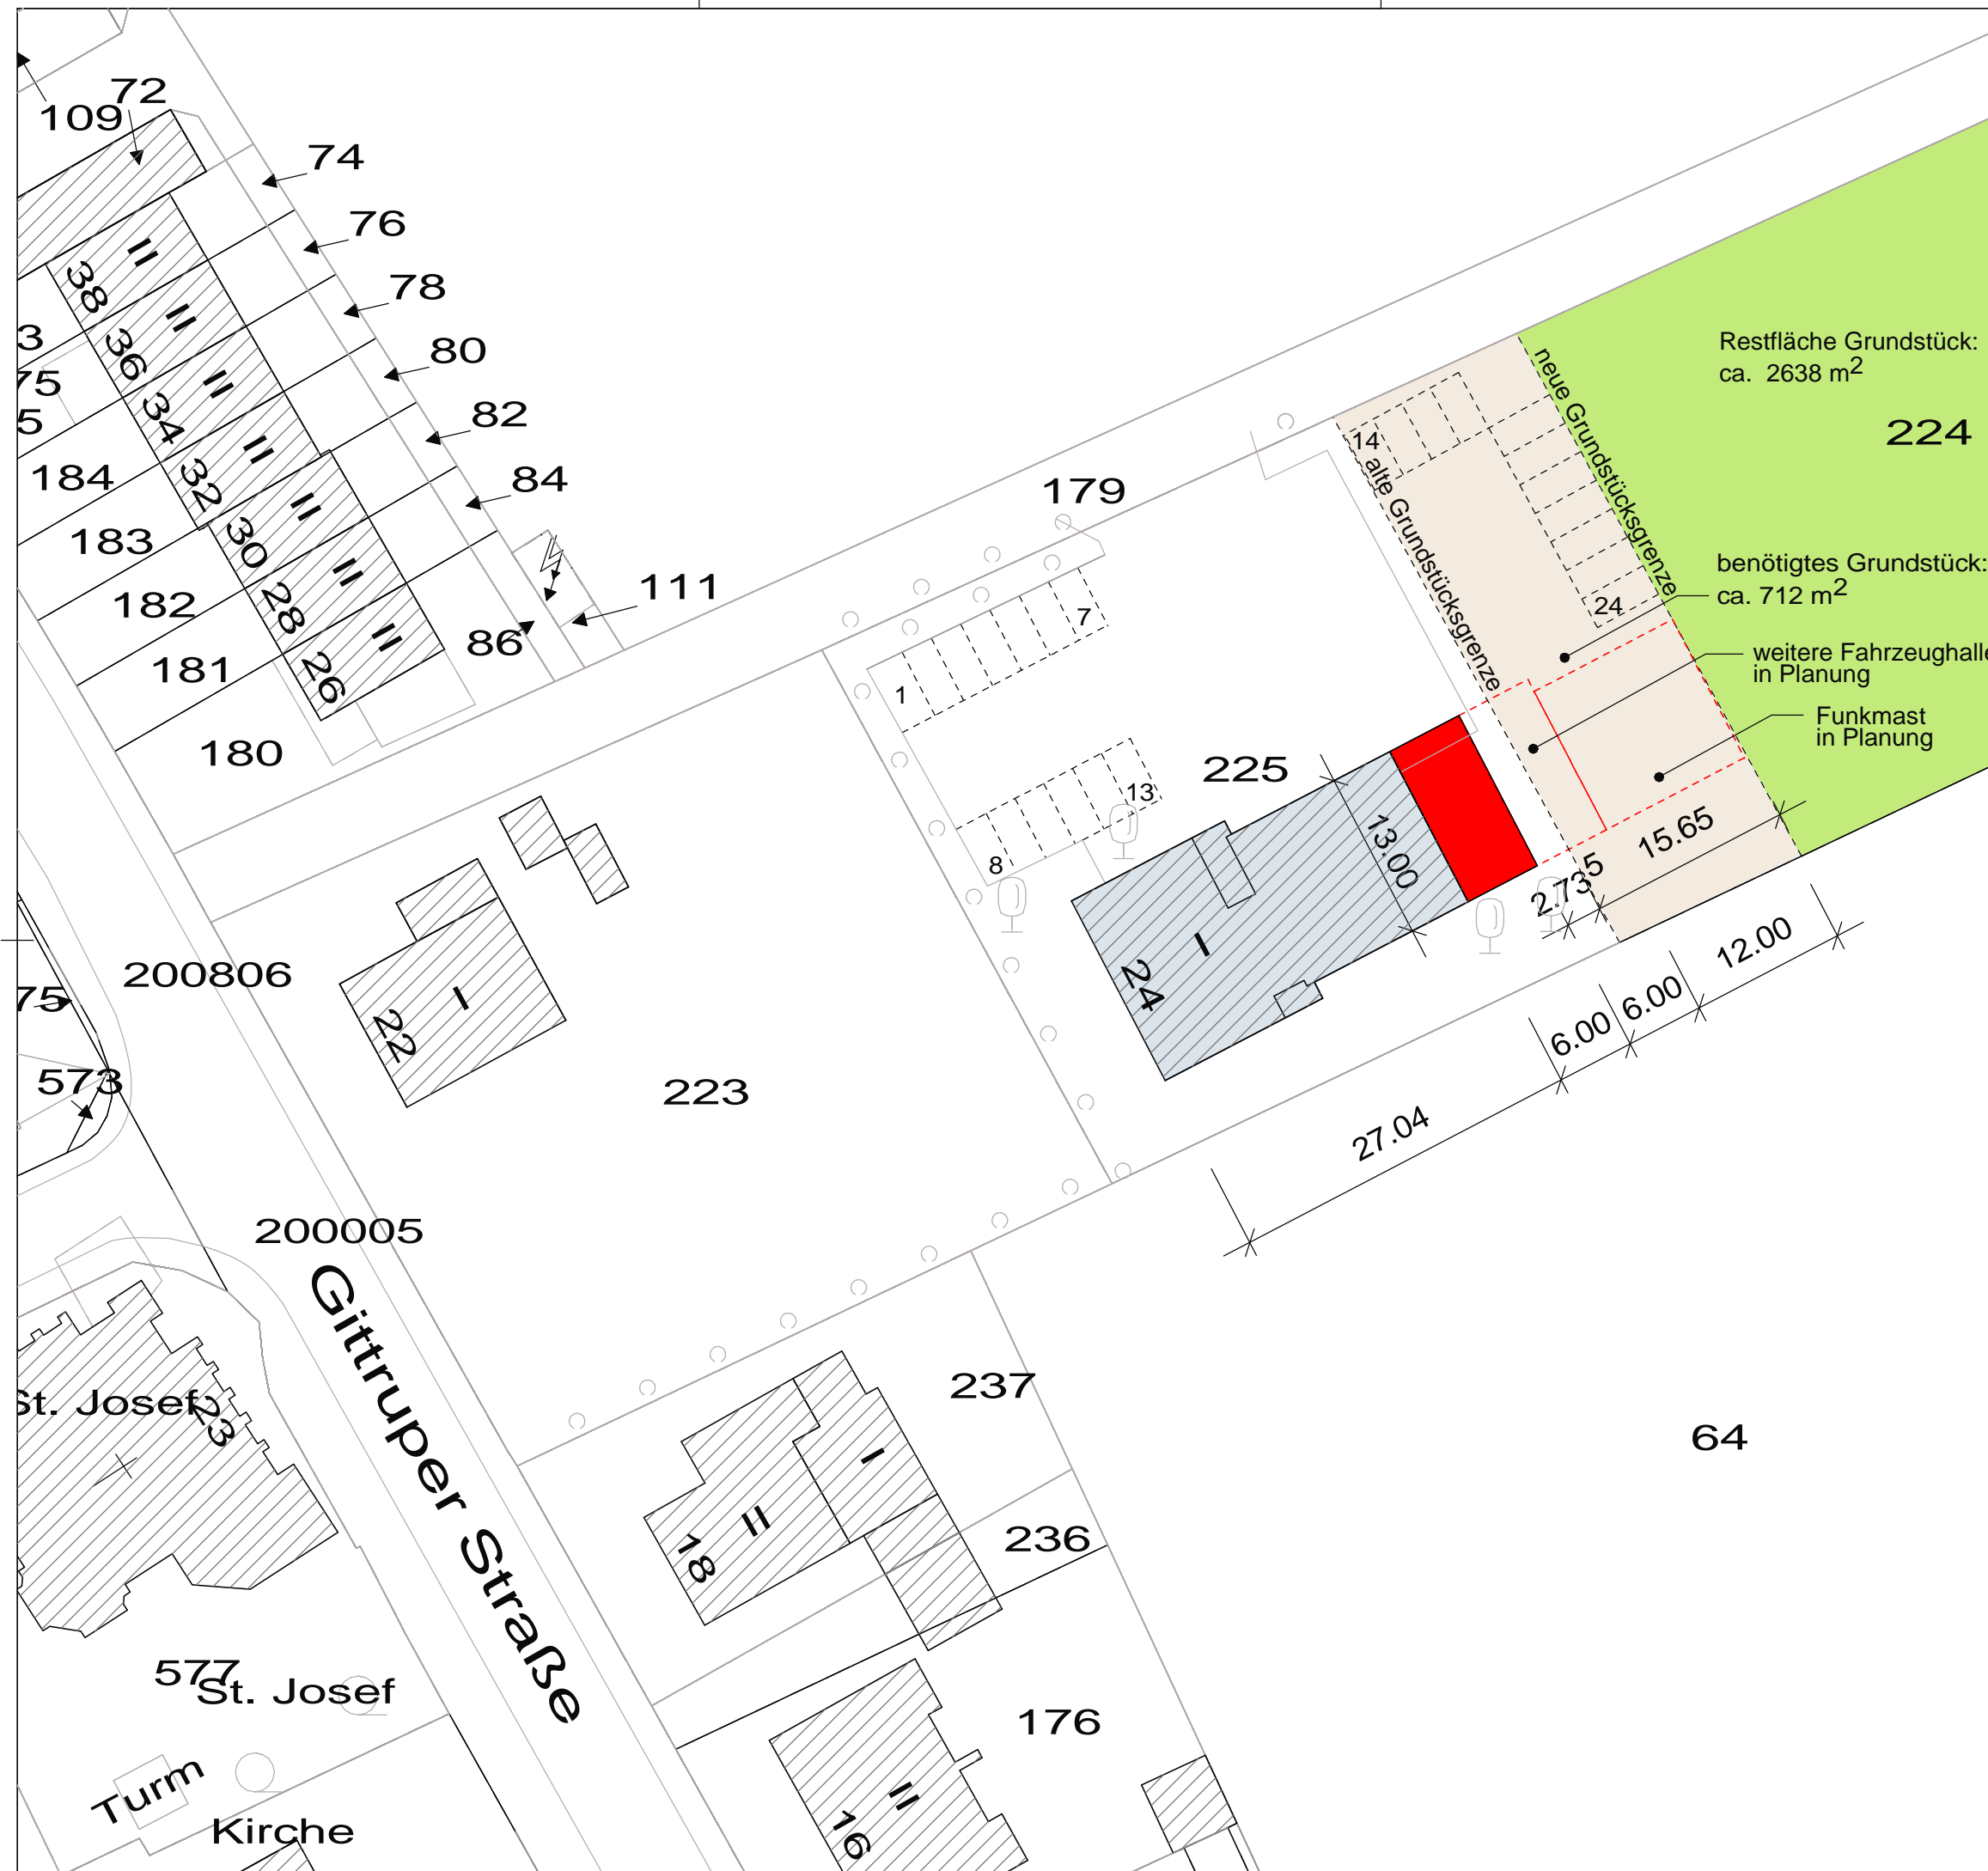 109
72
74
76
78
80
82
84
86
111
38
II
36
II
34
II
32
II
30
II
28
II
26
II
3
75
5
184
183
182
181
180
179
Restfläche Grundstück:
ca. 2638 m2
224
neue Grundstücksgrenze
alte Grundstücksgrenze
14
24
benötigtes Grundstück:
ca. 712 m2
weitere Fahrzeughalle
in Planung
Funkmast
in Planung
1
7
8
13
225
13.00
24
I
15.65
2.735
12.00
6.00
6.00
27.04
200806
75
573
22
I
223
200005
Gittruper Straße
St. Josef
23
237
I
II
18
236
64
577
St. Josef
176
II
16
Turm
Kirche